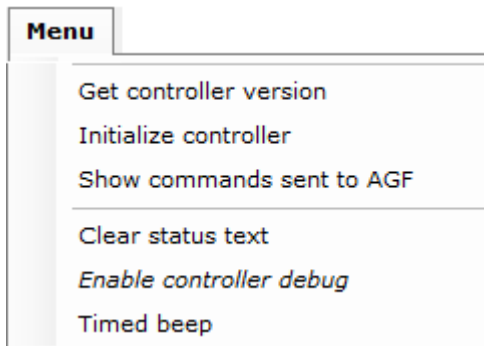 Menu
Get controller version
Initialize controller
Show commands sent to AGF
Clear status text
Enable controller debug
Timed beep